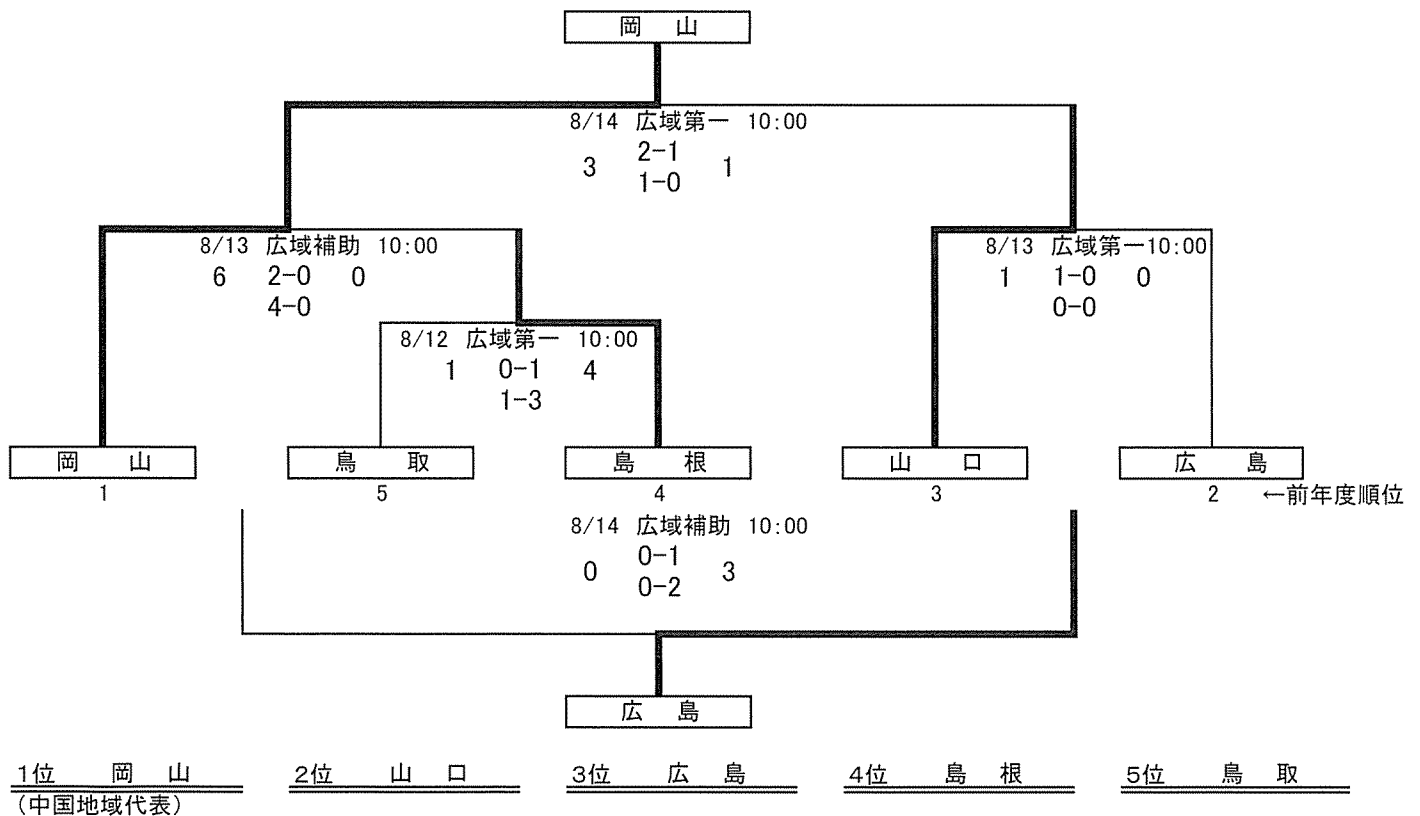 岡 山
8/14 広域第一 10:00
2-1
3 1
1-0
8/13 広域補助 10:00
6 2-0 0
4-0
8/13 広域第一10:00
1 1-0 0
0-0
8/12 広域第一 10:00
1 0-1 4
1-3
岡 山 鳥 取 島 根 山 口 広 島
1 5 4 3 2 ←前年度順位
8/14 広域補助 10:00
0-1
0 3
0-2
広 島
1位 岡 山 2位 山 口 3位 広 島 4位 島 根 5位 鳥 取
(中国地域代表)